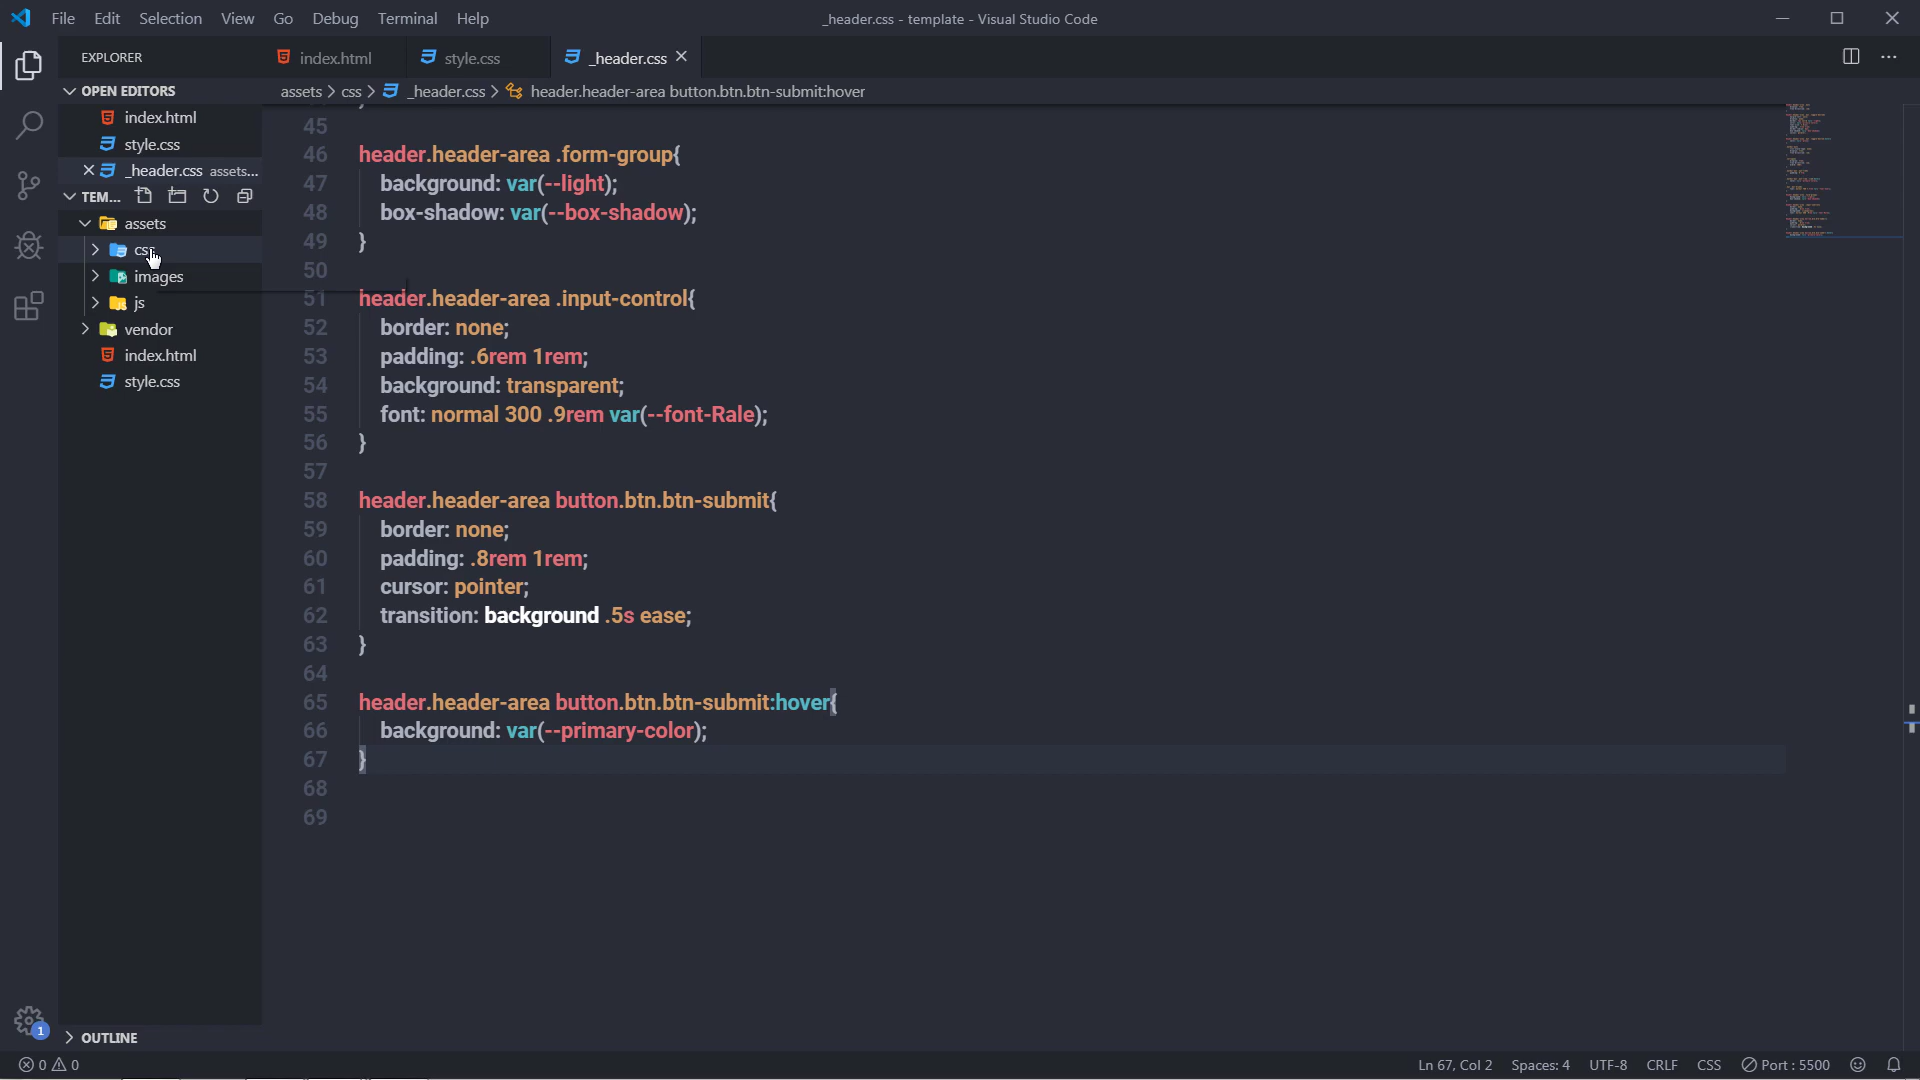 File Edit Selection View Go Debug Terminal Help
_header.css - template - Visual Studio Code
EXPLORER
index.html
style.css
_header.css
OPEN EDITORS
index.html
style.css
_header.css assets...
TEM...
assets
css
images
js
vendor
index.html
style.css
OUTLINE
assets > css > _header.css > header.header-area button.btn.btn-submit:hover
45
46 header.header-area .form-group{
47 background: var(--light);
48 box-shadow: var(--box-shadow);
49 }
50
51 header.header-area .input-control{
52 border: none;
53 padding: .6rem 1rem;
54 background: transparent;
55 font: normal 300 .9rem var(--font-Rale);
56 }
57
58 header.header-area button.btn.btn-submit{
59 border: none;
60 padding: .8rem 1rem;
61 cursor: pointer;
62 transition: background .5s ease;
63 }
64
65 header.header-area button.btn.btn-submit:hover{
66 background: var(--primary-color);
67 }
68
69
1
0 0
Ln 67, Col 2 Spaces: 4 UTF-8 CRLF CSS Port : 5500